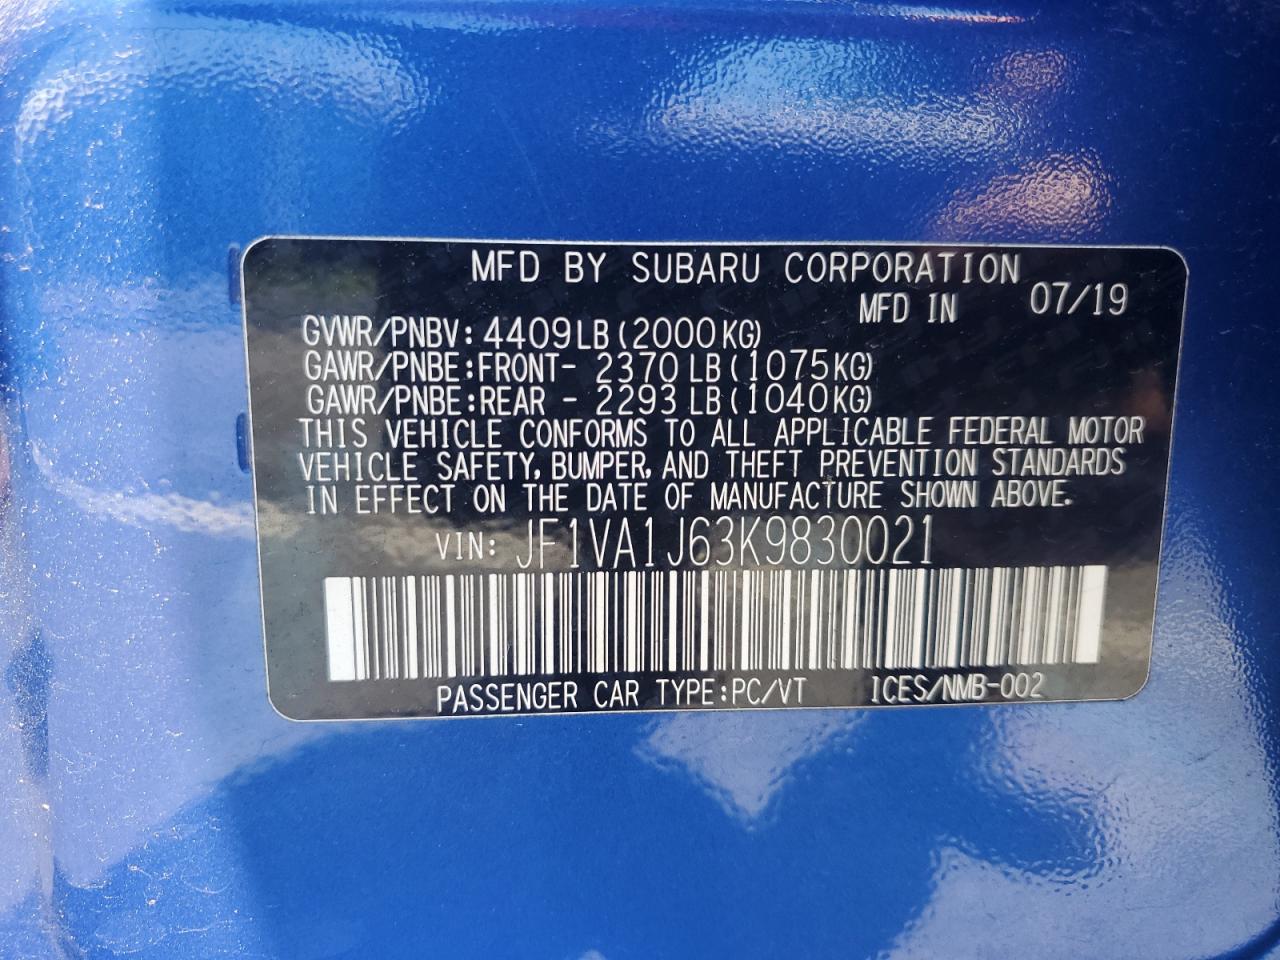 MFD BY SUBARU CORPORATION
MFD IN 07/19
GVWR/PNBV: 4409LB(2000KG)
GAWR/PNBE:FRONT- 2370LB(1075KG)
GAWR/PNBE:REAR - 2293LB(1040KG)
THIS VEHICLE CONFORMS TO ALL APPLICABLE FEDERAL MOTOR
VEHICLE SAFETY, BUMPER, AND THEFT PREVENTION STANDARDS
IN EFFECT ON THE DATE OF MANUFACTURE SHOWN ABOVE.
VIN: JF1VA1J63K9830021
PASSENGER CAR TYPE:PC/VT ICES/NMB-002